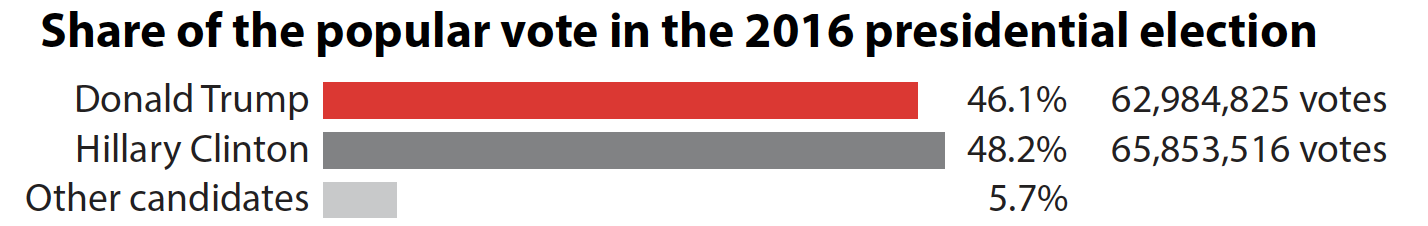 Share of the popular vote in the 2016 presidential election
Donald Trump 46.1% 62,984,825 votes
Hillary Clinton 48.2% 65,853,516 votes
Other candidates 5.7%